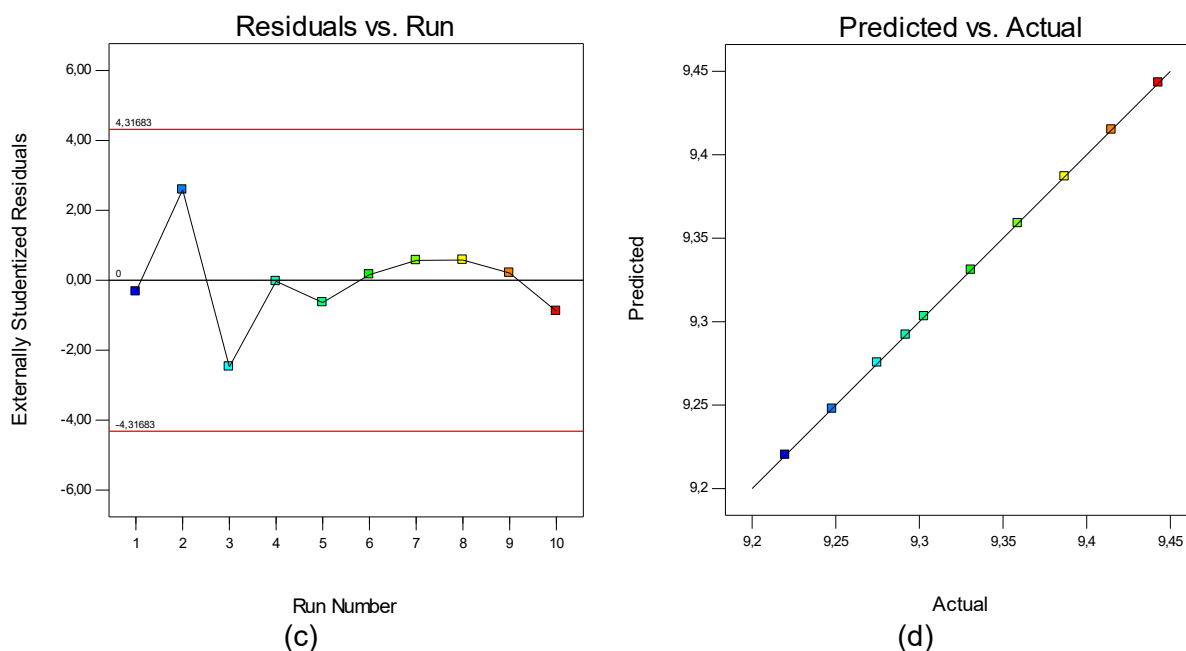 Residuals vs. Run
Externally Studentized Residuals
6,00
4,00
2,00
0,00
-2,00
-4,00
-6,00
4,31683
0
-4,31683
1 2 3 4 5 6 7 8 9 10
Run Number
(c)
Predicted vs. Actual
Predicted
9,45
9,4
9,35
9,3
9,25
9,2
9,2 9,25 9,3 9,35 9,4 9,45
Actual
(d)